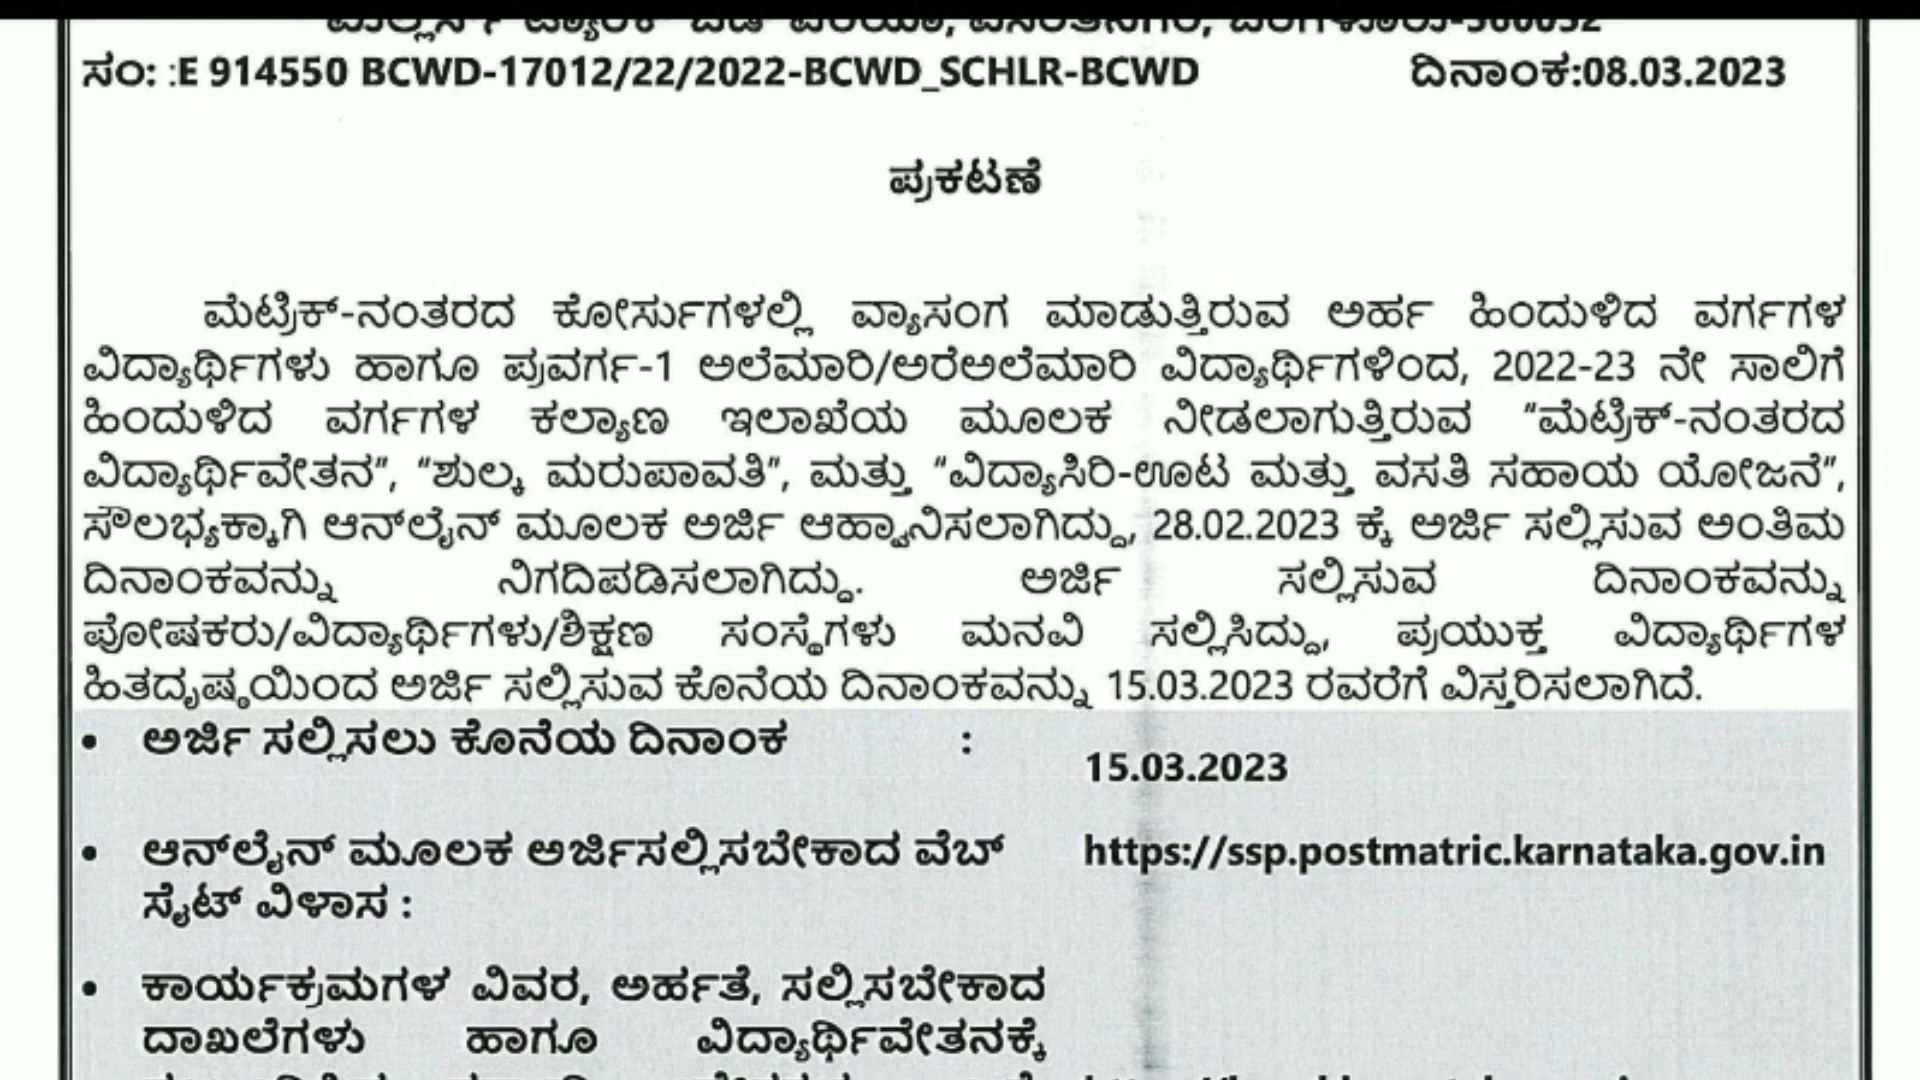 ಬೆಂಗಳೂರು-560052
ಸಂ: :E 914550 BCWD-17012/22/2022-BCWD_SCHLR-BCWD ದಿನಾಂಕ:08.03.2023
ಪ್ರಕಟಣೆ
ಮೆಟ್ರಿಕ್-ನಂತರದ ಕೋರ್ಸುಗಳಲ್ಲಿ ವ್ಯಾಸಂಗ ಮಾಡುತ್ತಿರುವ ಅರ್ಹ ಹಿಂದುಳಿದ ವರ್ಗಗಳ
ವಿದ್ಯಾರ್ಥಿಗಳು ಹಾಗೂ ಪ್ರವರ್ಗ-1 ಅಲೆಮಾರಿ/ಅರೆಅಲೆಮಾರಿ ವಿದ್ಯಾರ್ಥಿಗಳಿಂದ, 2022-23 ನೇ ಸಾಲಿಗೆ
ಹಿಂದುಳಿದ ವರ್ಗಗಳ ಕಲ್ಯಾಣ ಇಲಾಖೆಯ ಮೂಲಕ ನೀಡಲಾಗುತ್ತಿರುವ “ಮೆಟ್ರಿಕ್-ನಂತರದ
ವಿದ್ಯಾರ್ಥಿವೇತನ”, “ಶುಲ್ಕ ಮರುಪಾವತಿ”, ಮತ್ತು “ವಿದ್ಯಾಸಿರಿ-ಊಟ ಮತ್ತು ವಸತಿ ಸಹಾಯ ಯೋಜನೆ”,
ಸೌಲಭ್ಯಕ್ಕಾಗಿ ಆನ್‌ಲೈನ್ ಮೂಲಕ ಅರ್ಜಿ ಆಹ್ವಾನಿಸಲಾಗಿದ್ದು, 28.02.2023 ಕ್ಕೆ ಅರ್ಜಿ ಸಲ್ಲಿಸುವ ಅಂತಿಮ
ದಿನಾಂಕವನ್ನು ನಿಗದಿಪಡಿಸಲಾಗಿದ್ದು. ಅರ್ಜಿ ಸಲ್ಲಿಸುವ ದಿನಾಂಕವನ್ನು
ಪೋಷಕರು/ವಿದ್ಯಾರ್ಥಿಗಳು/ಶಿಕ್ಷಣ ಸಂಸ್ಥೆಗಳು ಮನವಿ ಸಲ್ಲಿಸಿದ್ದು, ಪ್ರಯುಕ್ತ ವಿದ್ಯಾರ್ಥಿಗಳ
ಹಿತದೃಷ್ಠಯಿಂದ ಅರ್ಜಿ ಸಲ್ಲಿಸುವ ಕೊನೆಯ ದಿನಾಂಕವನ್ನು 15.03.2023 ರವರೆಗೆ ವಿಸ್ತರಿಸಲಾಗಿದೆ.
• ಅರ್ಜಿ ಸಲ್ಲಿಸಲು ಕೊನೆಯ ದಿನಾಂಕ : 15.03.2023
• ಆನ್‌ಲೈನ್ ಮೂಲಕ ಅರ್ಜಿಸಲ್ಲಿಸಬೇಕಾದ ವೆಬ್ https://ssp.postmatric.karnataka.gov.in
ಸೈಟ್ ವಿಳಾಸ :
• ಕಾರ್ಯಕ್ರಮಗಳ ವಿವರ, ಅರ್ಹತೆ, ಸಲ್ಲಿಸಬೇಕಾದ
ದಾಖಲೆಗಳು ಹಾಗೂ ವಿದ್ಯಾರ್ಥಿವೇತನಕ್ಕೆ